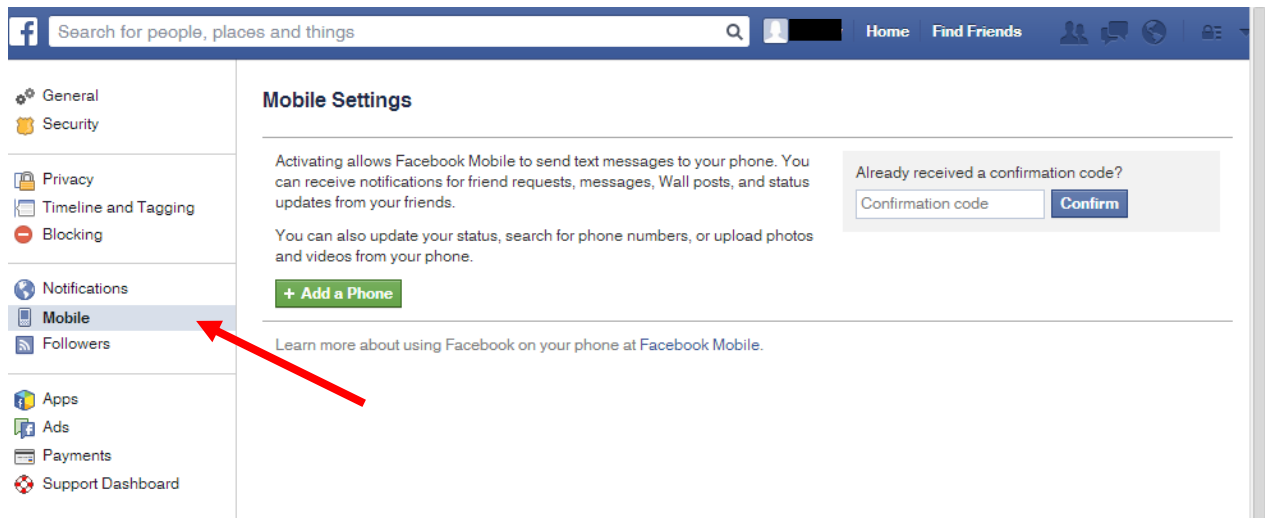 f Search for people, places and things Home Find Friends
General
Security
Privacy
Timeline and Tagging
Blocking
Notifications
Mobile
Followers
Apps
Ads
Payments
Support Dashboard
Mobile Settings
Activating allows Facebook Mobile to send text messages to your phone. You
can receive notifications for friend requests, messages, Wall posts, and status
updates from your friends.
You can also update your status, search for phone numbers, or upload photos
and videos from your phone.
+ Add a Phone
Already received a confirmation code?
Confirmation code Confirm
Learn more about using Facebook on your phone at Facebook Mobile.